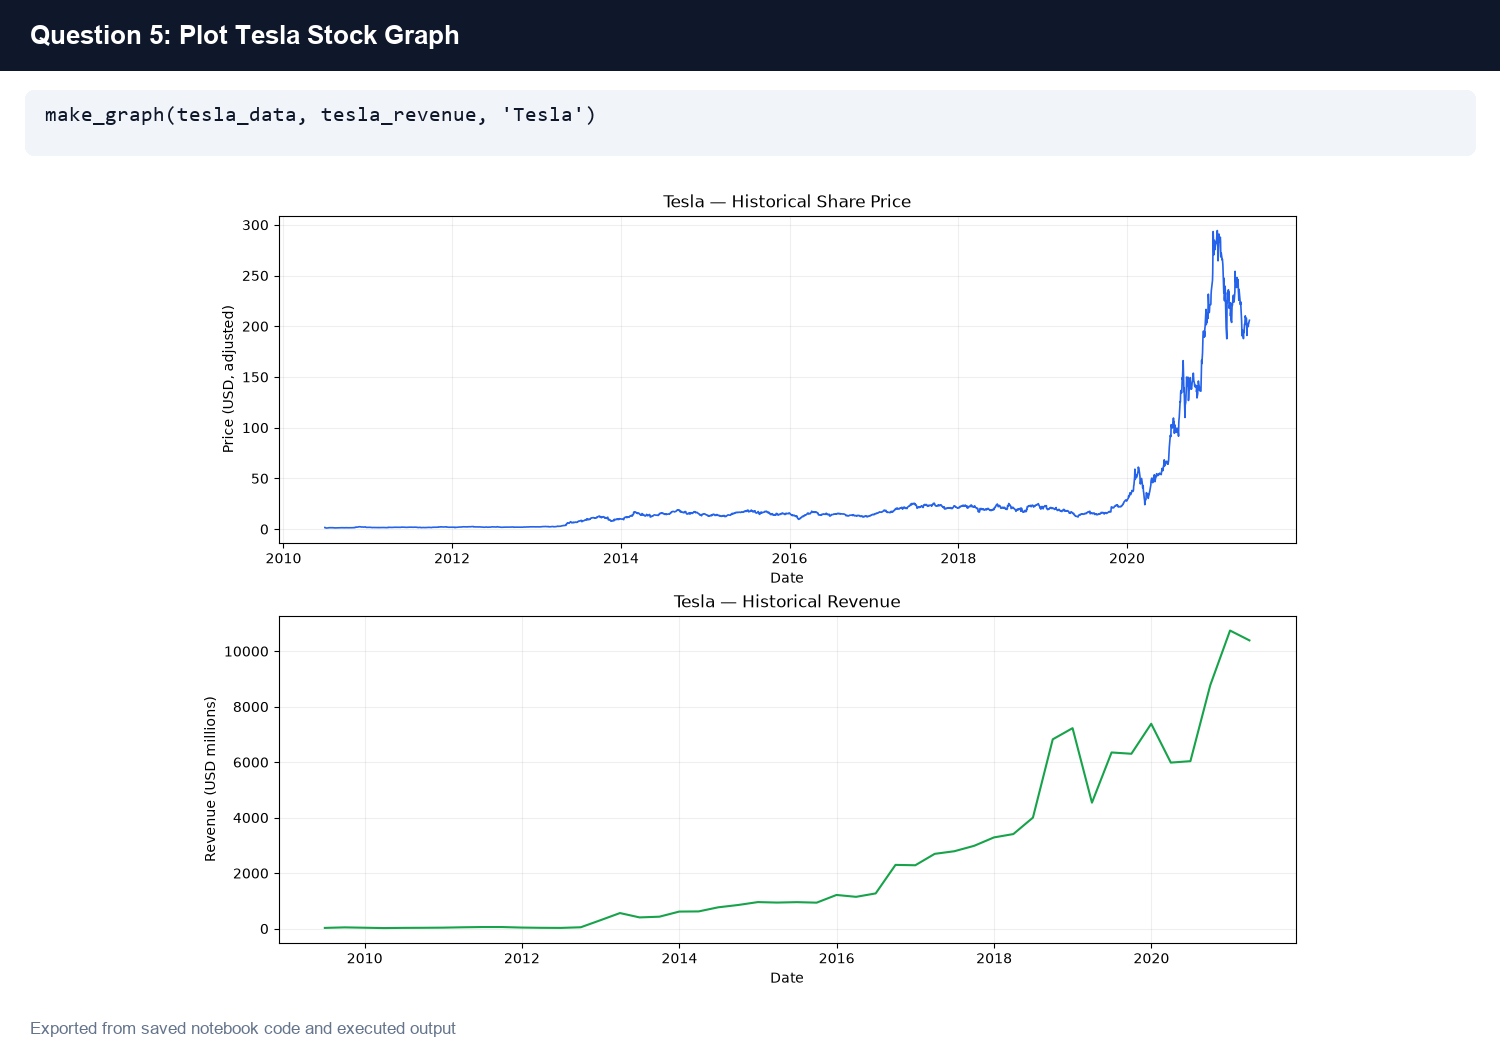 Question 5: Plot Tesla Stock Graph
make_graph(tesla_data, tesla_revenue, 'Tesla')
Tesla — Historical Share Price
Price (USD, adjusted)
300
250
200
150
100
50
0
2010 2012 2014 2016 2018 2020
Date
Tesla — Historical Revenue
Revenue (USD millions)
10000
8000
6000
4000
2000
0
2010 2012 2014 2016 2018 2020
Date
Exported from saved notebook code and executed output